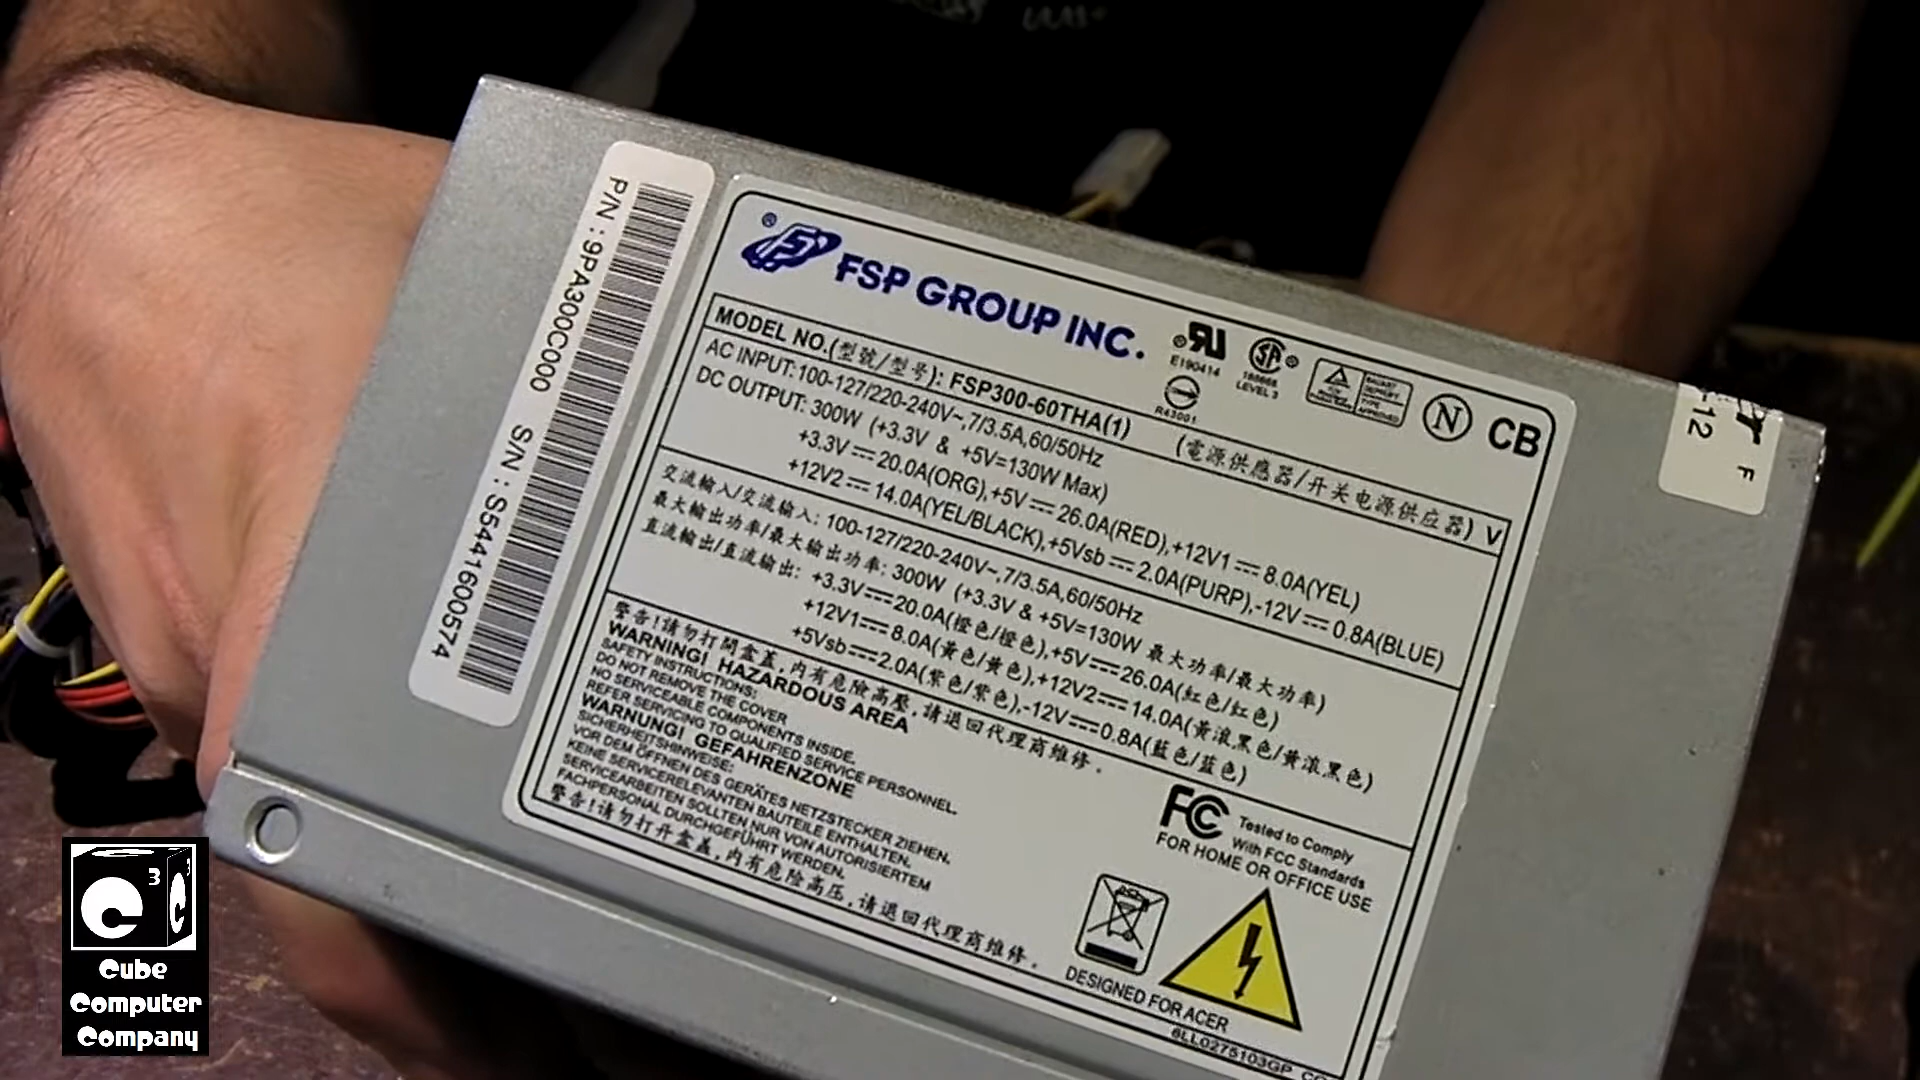 P/N : 9PA300C000 S/N : S5441600574
® FSP GROUP INC.
E190414
R43001
LEVEL 3
N
CB
MODEL NO.(型號/型号): FSP300-60THA(1) (電源供應器/开关电源供应器) V
AC INPUT: 100-127/220-240V~,7/3.5A,60/50Hz
DC OUTPUT: 300W (+3.3V & +5V=130W Max)
+3.3V⎓20.0A(ORG),+5V⎓26.0A(RED),+12V1⎓8.0A(YEL)
+12V2⎓14.0A(YEL/BLACK),+5Vsb⎓2.0A(PURP),-12V⎓0.8A(BLUE)
交流輸入/交流输入: 100-127/220-240V~,7/3.5A,60/50Hz
最大輸出功率/最大输出功率: 300W (+3.3V & +5V=130W 最大功率/最大功率)
直流輸出/直流输出: +3.3V⎓20.0A(橙色/橙色),+5V⎓26.0A(紅色/红色)
+12V1⎓8.0A(黃色/黄色),+12V2⎓14.0A(黃滾黑色/黄滚黑色)
+5Vsb⎓2.0A(紫色/紫色),-12V⎓0.8A(藍色/蓝色)
警告!請勿打開盒蓋,內有危險高壓,請退回代理商維修.
WARNING! HAZARDOUS AREA
SAFETY INSTRUCTIONS:
DO NOT REMOVE THE COVER
NO SERVICEABLE COMPONENTS INSIDE.
REFER SERVICING TO QUALIFIED SERVICE PERSONNEL.
WARNUNG! GEFAHRENZONE
SICHERHEITSHINWEISE:
VOR DEM ÖFFNEN DES GERÄTES NETZSTECKER ZIEHEN.
KEINE SERVICERELEVANTEN BAUTEILE ENTHALTEN.
SERVICEARBEITEN SOLLTEN NUR VON AUTORISIERTEM
FACHPERSONAL DURCHGEFÜHRT WERDEN.
警告!请勿打开盒盖,内有危险高压,请退回代理商维修.
FC Tested to Comply
With FCC Standards
FOR HOME OR OFFICE USE
DESIGNED FOR ACER
6LL0275103GP
-12
F
Cube
Computer
Company